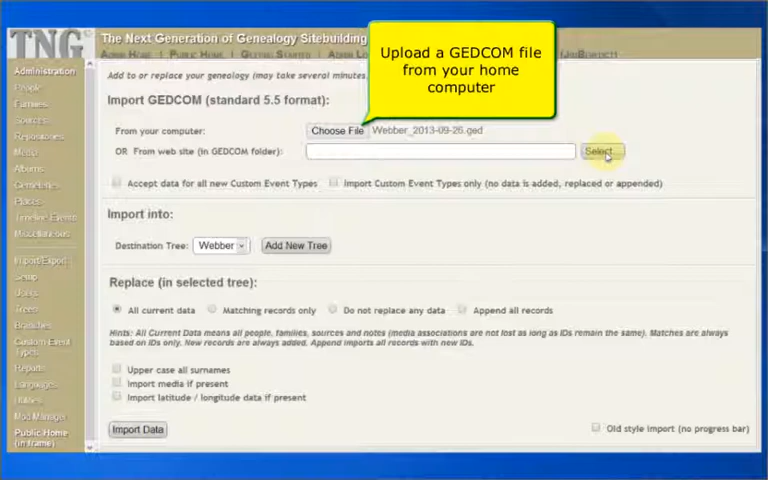 TNG
The Next Generation of Genealogy Sitebuilding
Admin Home | Public Home | Getting Started
Upload a GEDCOM file
from your home
computer
Administration
People
Families
Sources
Repositories
Media
Albums
Cemeteries
Places
Timeline Events
Miscellaneous
Import/Export
Setup
Users
Trees
Branches
Custom Event
Types
Reports
Languages
Utilities
Mod Manager
Public Home
(in frame)
Add to or replace your genealogy (may take several minutes,
Import GEDCOM (standard 5.5 format):
From your computer: Choose File Webber_2013-09-26.ged
OR From web site (in GEDCOM folder): Select...
Accept data for all new Custom Event Types Import Custom Event Types only (no data is added, replaced or appended)
Import into:
Destination Tree: Webber Add New Tree
Replace (in selected tree):
All current data Matching records only Do not replace any data Append all records
Hints: All Current Data means all people, families, sources and notes (media associations are not lost as long as IDs remain the same). Matches are always
based on IDs only. New records are always added. Append imports all records with new IDs.
Upper case all surnames
Import media if present
Import latitude / longitude data if present
Import Data Old style import (no progress bar)